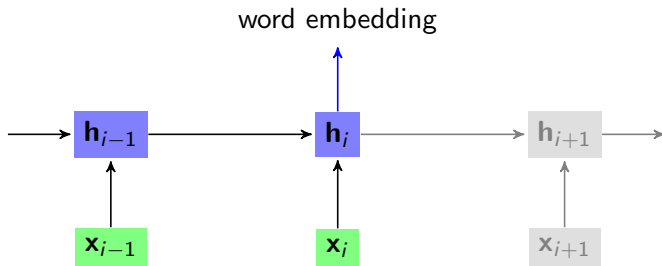 word embedding
h_{i−1} h_i h_{i+1}
x_{i−1} x_i x_{i+1}